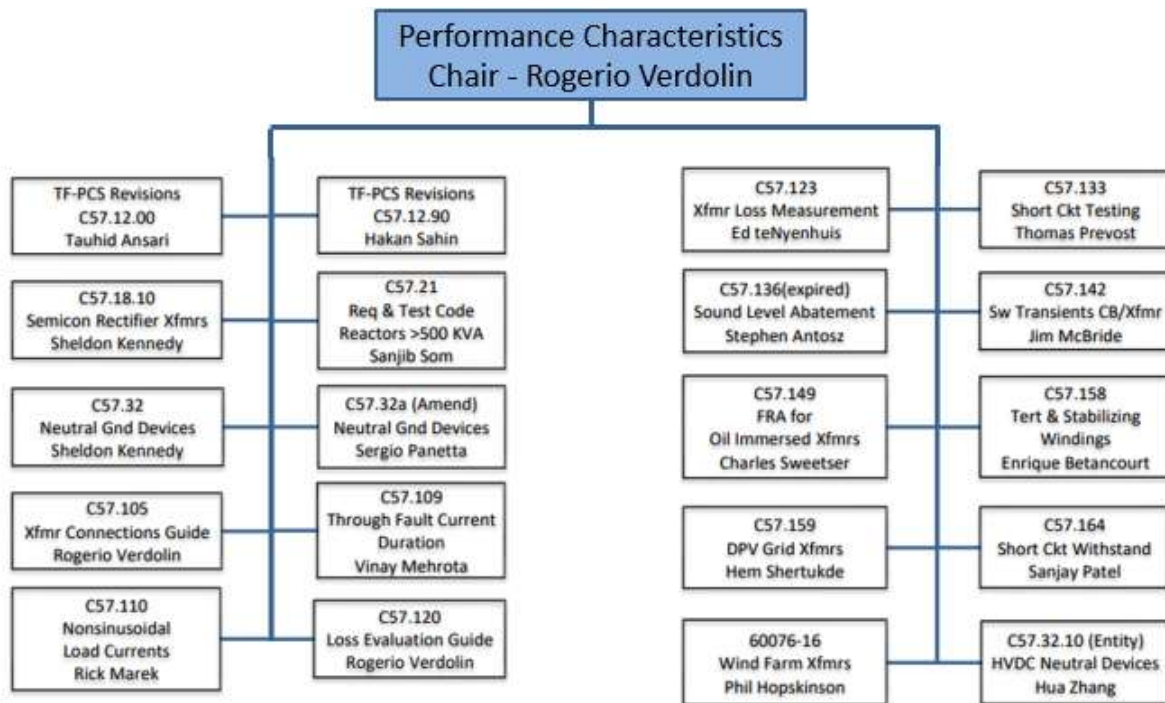 Performance Characteristics
Chair - Rogerio Verdolin
TF-PCS Revisions
C57.12.00
Tauhid Ansari
TF-PCS Revisions
C57.12.90
Hakan Sahin
C57.123
Xfmr Loss Measurement
Ed teNyenhuis
C57.133
Short Ckt Testing
Thomas Prevost
C57.18.10
Semicon Rectifier Xfmrs
Sheldon Kennedy
C57.21
Req & Test Code
Reactors >500 KVA
Sanjib Som
C57.136(expired)
Sound Level Abatement
Stephen Antosz
C57.142
Sw Transients CB/Xfmr
Jim McBride
C57.32
Neutral Gnd Devices
Sheldon Kennedy
C57.32a (Amend)
Neutral Gnd Devices
Sergio Panetta
C57.149
FRA for
Oil Immersed Xfmrs
Charles Sweetser
C57.158
Tert & Stabilizing
Windings
Enrique Betancourt
C57.105
Xfmr Connections Guide
Rogerio Verdolin
C57.109
Through Fault Current
Duration
Vinay Mehrota
C57.159
DPV Grid Xfmrs
Hem Shertukde
C57.164
Short Ckt Withstand
Sanjay Patel
C57.110
Nonsinusoidal
Load Currents
Rick Marek
C57.120
Loss Evaluation Guide
Rogerio Verdolin
60076-16
Wind Farm Xfmrs
Phil Hopskinson
C57.32.10 (Entity)
HVDC Neutral Devices
Hua Zhang